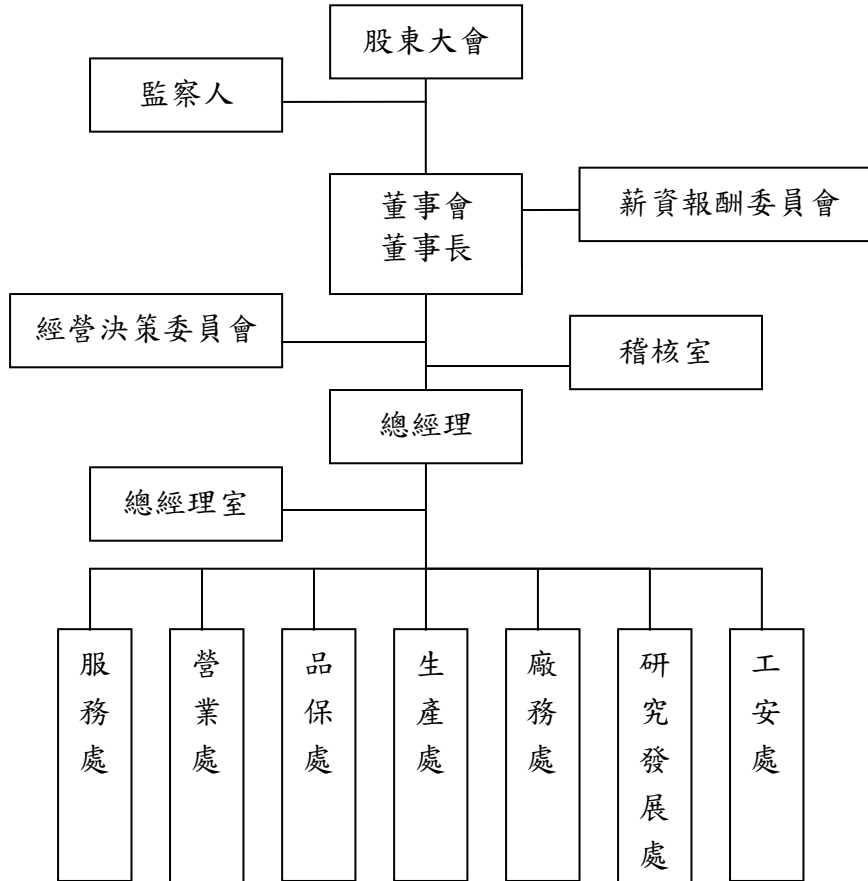 股東大會
監察人
董事會
董事長
薪資報酬委員會
經營決策委員會
稽核室
總經理
總經理室
服務處
營業處
品保處
生產處
廠務處
研究發展處
工安處